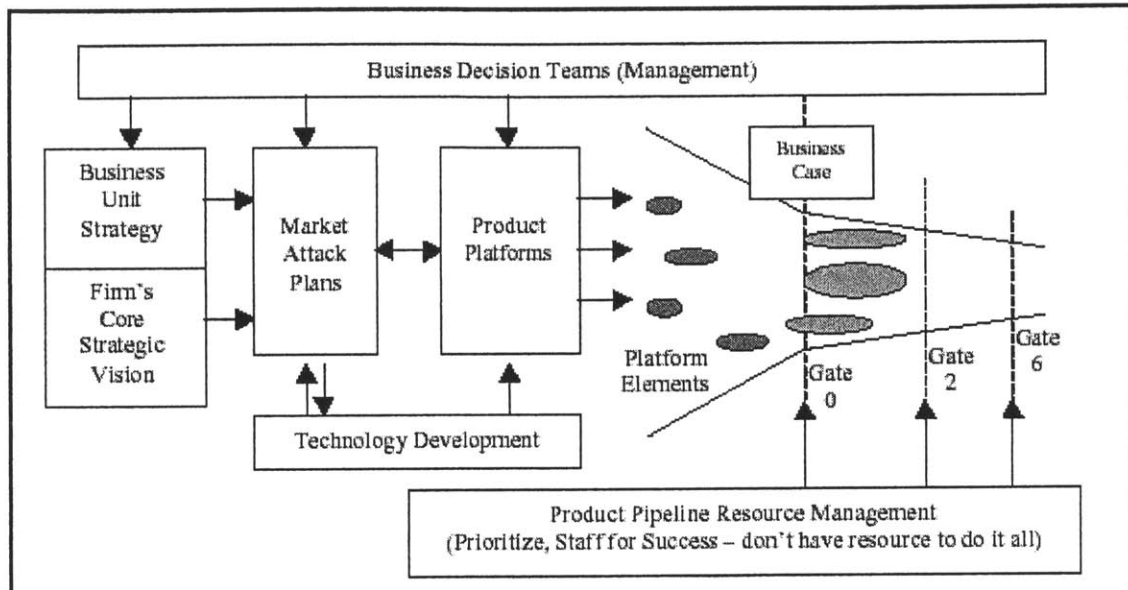 Business Decision Teams (Management)
Business
Unit
Strategy
Firm's
Core
Strategic
Vision
Market
Attack
Plans
Product
Platforms
Business
Case
Platform
Elements
Gate
0
Gate
2
Gate
6
Technology Development
Product Pipeline Resource Management
(Prioritize, Staff for Success – don't have resource to do it all)